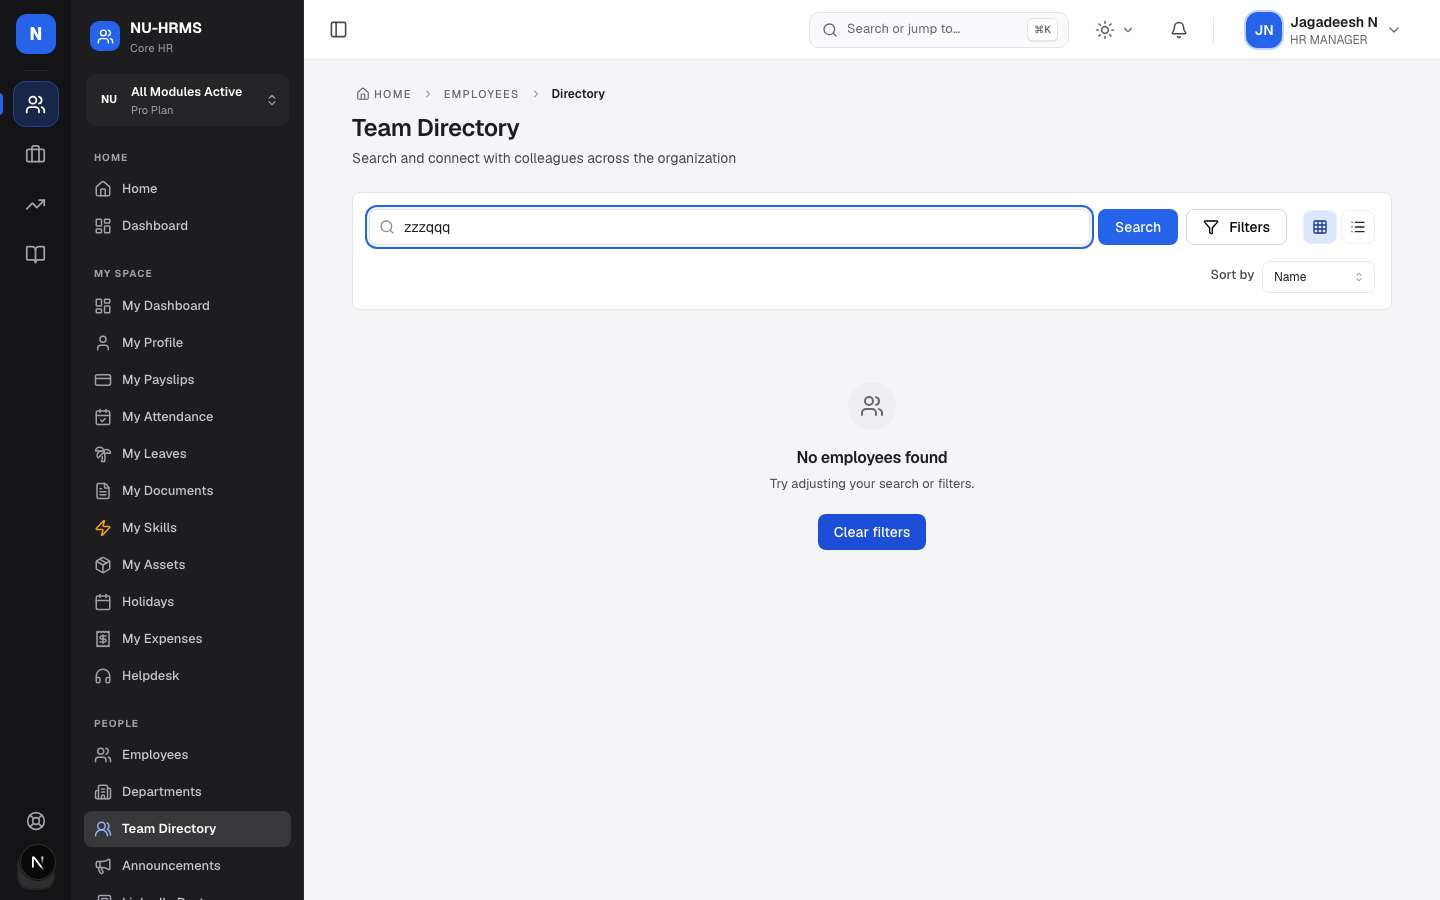 N
NU-HRMS
Core HR
NU
All Modules Active
Pro Plan
HOME
Home
Dashboard
MY SPACE
My Dashboard
My Profile
My Payslips
My Attendance
My Leaves
My Documents
My Skills
My Assets
Holidays
My Expenses
Helpdesk
PEOPLE
Employees
Departments
Team Directory
Announcements
N
Search or jump to...
⌘K
JN
Jagadeesh N
HR MANAGER
HOME
EMPLOYEES
Directory
Team Directory
Search and connect with colleagues across the organization
zzzqqq
Search
Filters
Sort by
Name
No employees found
Try adjusting your search or filters.
Clear filters